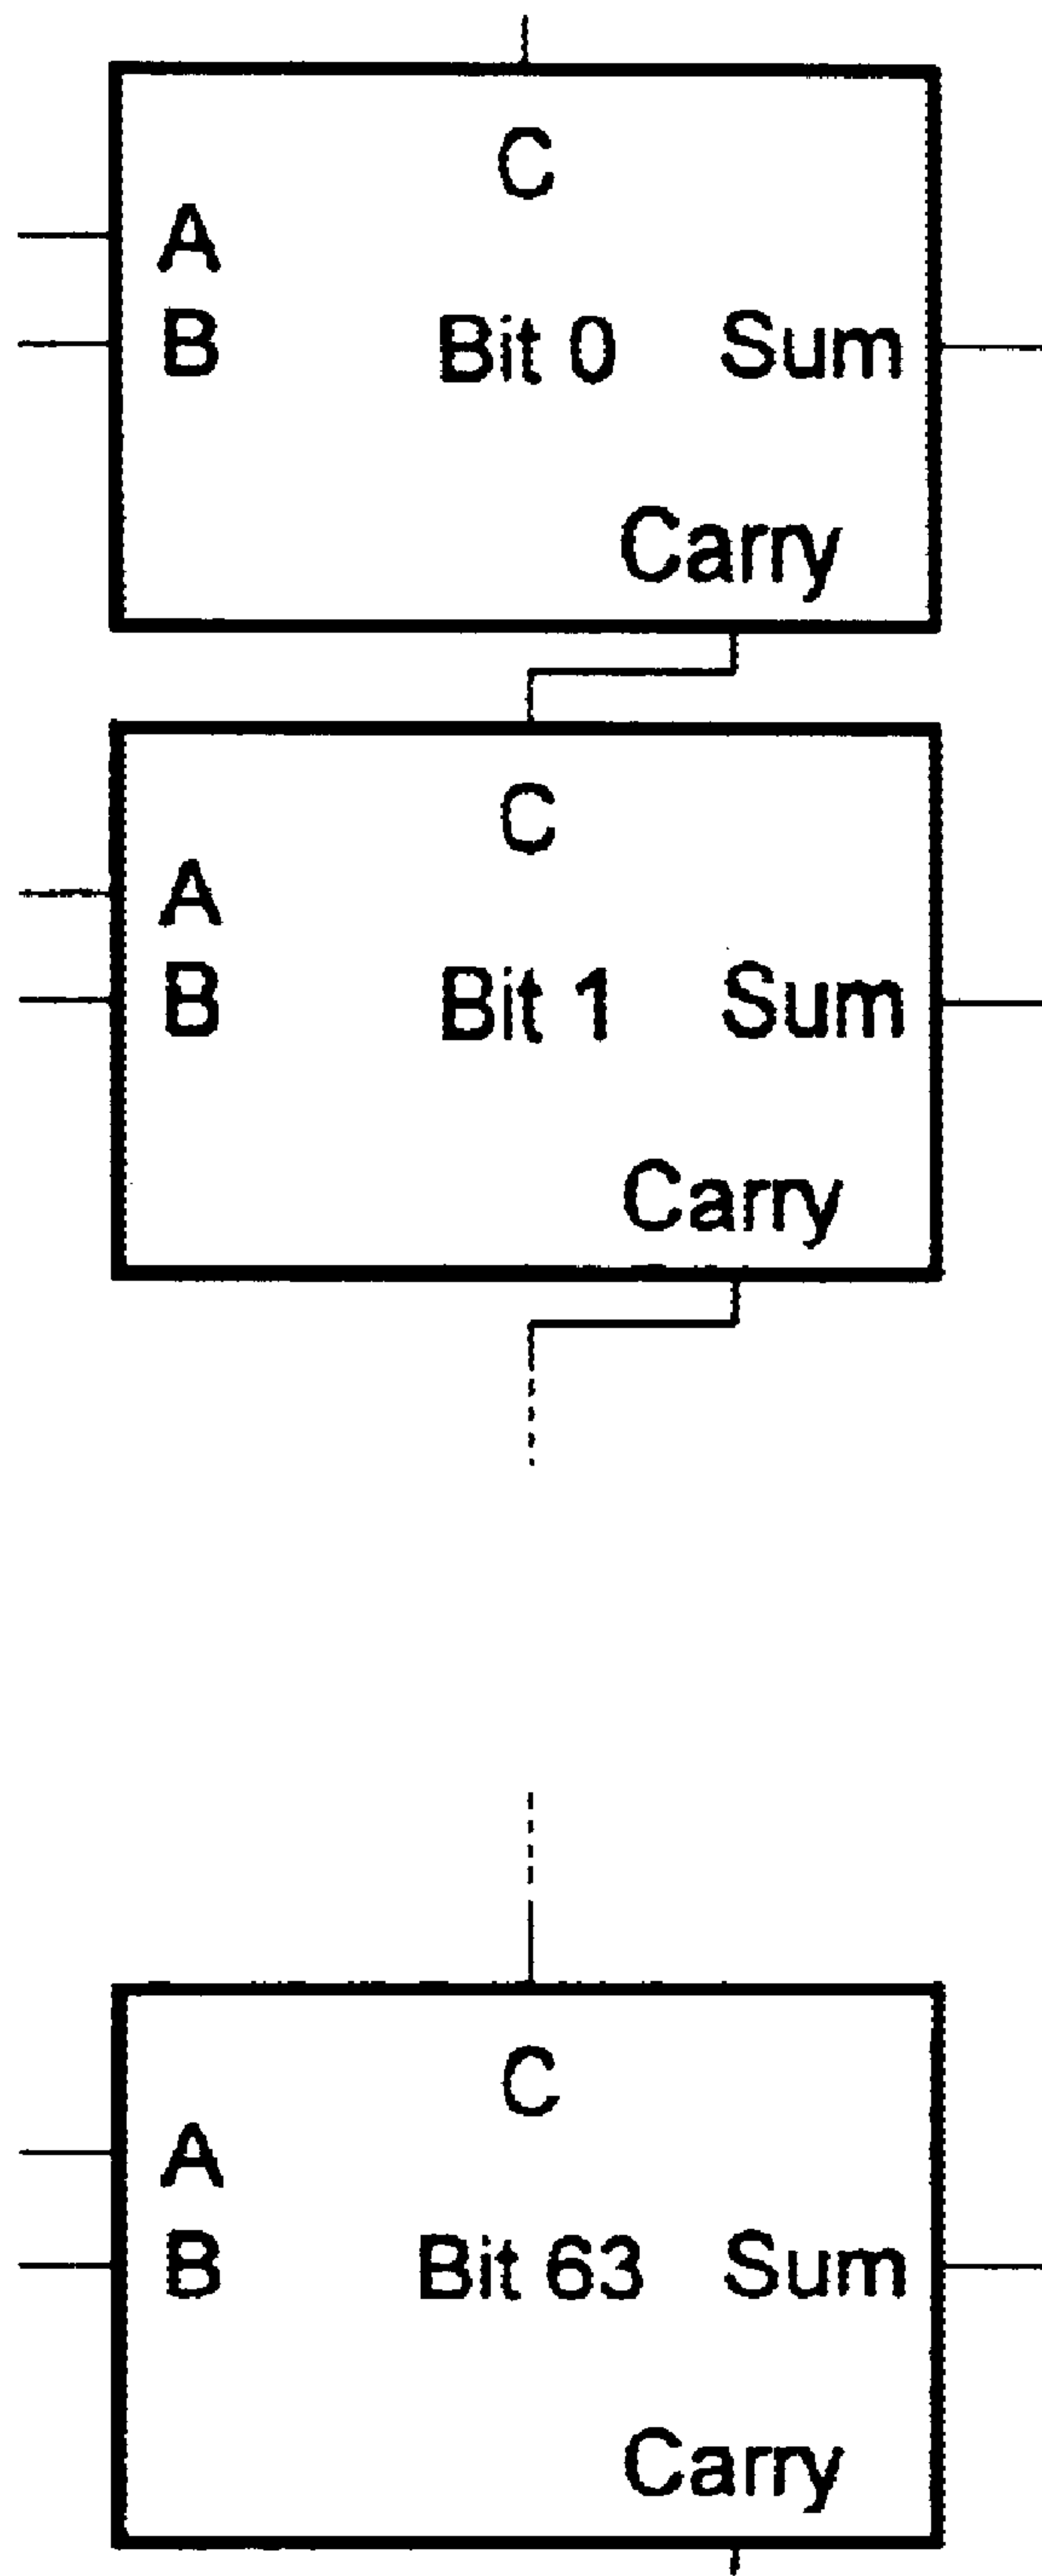 C
A
B Bit 0 Sum
Carry
C
A
B Bit 1 Sum
Carry
C
A
B Bit 63 Sum
Carry